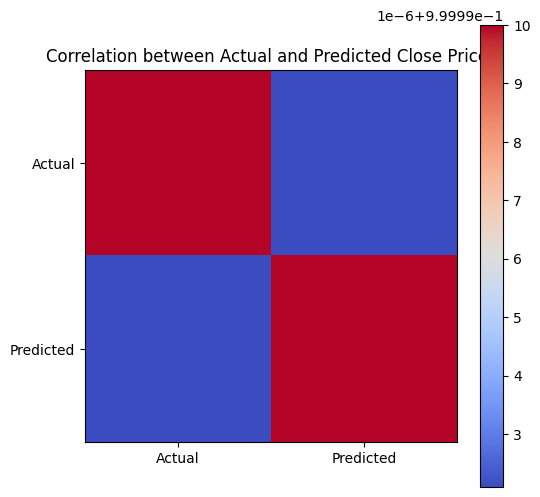 1e−6+9.9999e−1
Correlation between Actual and Predicted Close Price
10
9
Actual
8
7
6
5
Predicted
4
3
Actual Predicted